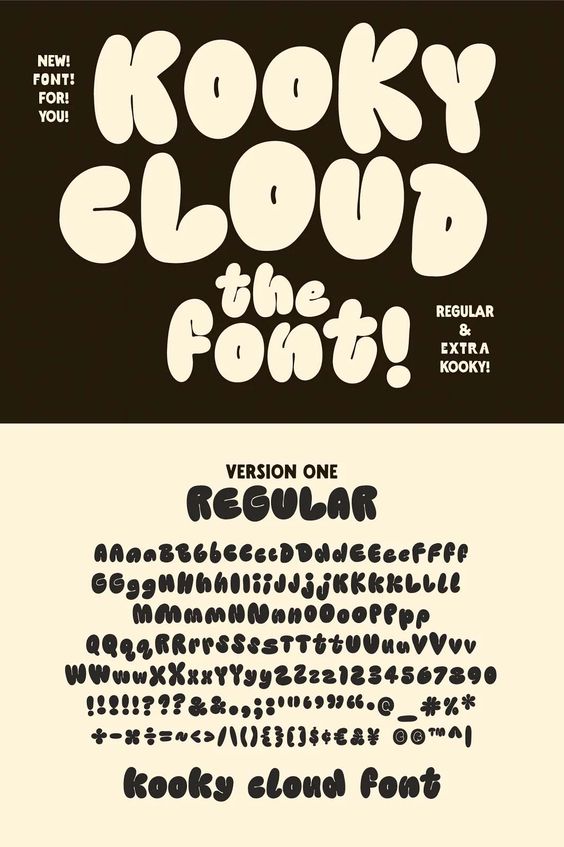 NEW!
FONT!
FOR!
YOU!
KOOKY
CLOUD
the
font!
REGULAR
&
EXTRA
KOOKY!
VERSION ONE
REGULAR
AAaaBBbbCCccDDddEEeeFFff
GGggHHhhIIiiJJjjKKkkLLll
MMmmNNnnOOooPPpp
QQqqRRrrSSssTTttUUuuVVvv
WWwwXXxxYYyyZZzz1234567890
!!!!!???&&.,;:'"‘’”“•@_#%*
+-×÷=~<>/\(){}[]$¢€£¥ ©®™^|
kooky cloud font